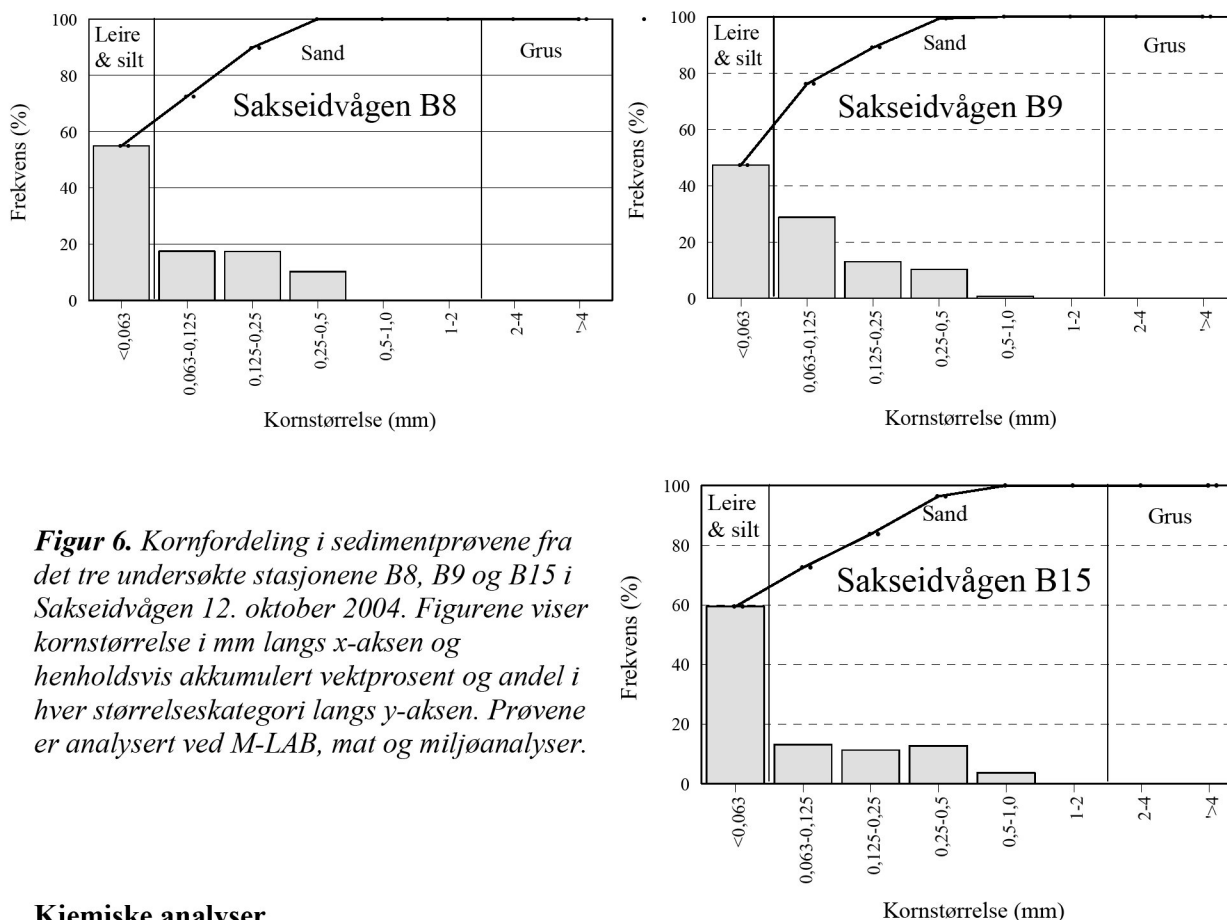 100
80
60
40
20
0
Frekvens (%)
Leire
& silt
Sand
Grus
Sakseidvågen B8
<0,063
0,063-0,125
0,125-0,25
0,25-0,5
0,5-1,0
1-2
2-4
'>4
Kornstørrelse (mm)
100
80
60
40
20
0
Frekvens (%)
Leire
& silt
Sand
Grus
Sakseidvågen B9
<0,063
0,063-0,125
0,125-0,25
0,25-0,5
0,5-1,0
1-2
2-4
'>4
Kornstørrelse (mm)
Figur 6. Kornfordeling i sedimentprøvene fra
det tre undersøkte stasjonene B8, B9 og B15 i
Sakseidvågen 12. oktober 2004. Figurene viser
kornstørrelse i mm langs x-aksen og
henholdsvis akkumulert vektprosent og andel i
hver størrelseskategori langs y-aksen. Prøvene
er analysert ved M-LAB, mat og miljøanalyser.
100
80
60
40
20
0
Frekvens (%)
Leire
& silt
Sand
Grus
Sakseidvågen B15
<0,063
0,063-0,125
0,125-0,25
0,25-0,5
0,5-1,0
1-2
2-4
'>4
Kornstørrelse (mm)
Kjemiske analyser